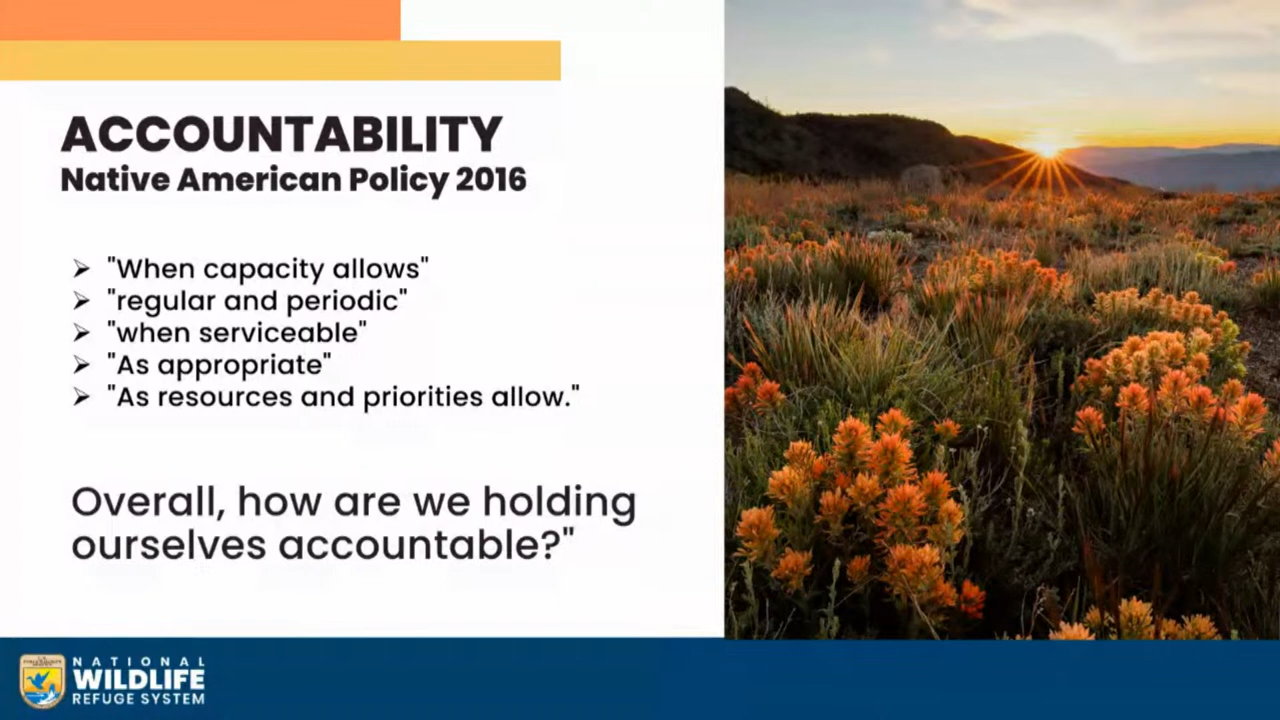 ACCOUNTABILITY
Native American Policy 2016
➢ "When capacity allows"
➢ "regular and periodic"
➢ "when serviceable"
➢ "As appropriate"
➢ "As resources and priorities allow."
Overall, how are we holding
ourselves accountable?"
NATIONAL
WILDLIFE
REFUGE SYSTEM